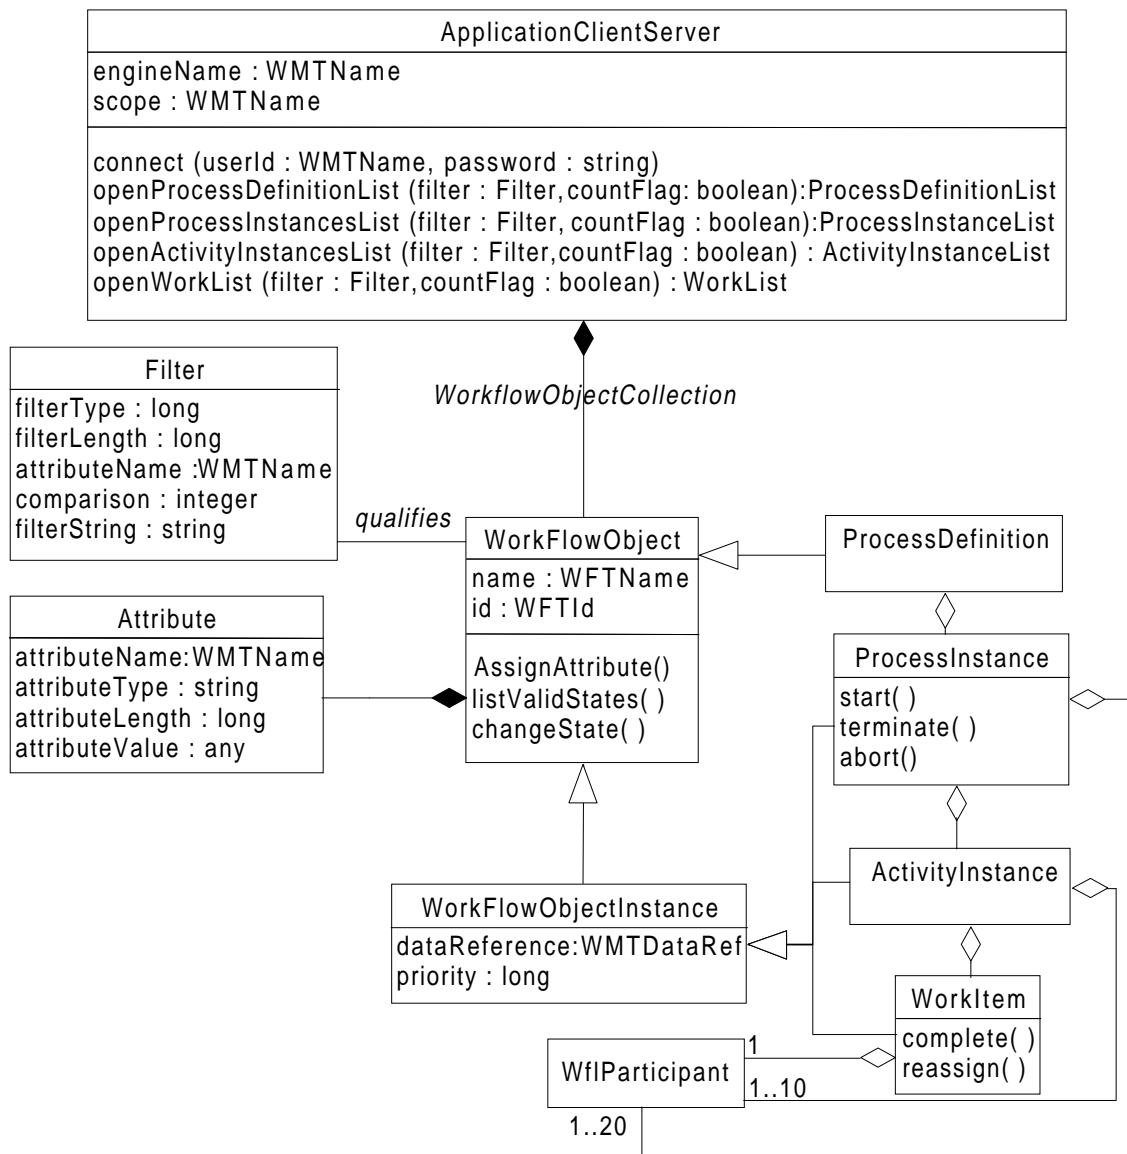 ApplicationClientServer
engineName : WMTName
scope : WMTName
connect (userId : WMTName, password : string)
openProcessDefinitionList (filter : Filter,countFlag: boolean):ProcessDefinitionList
openProcessInstancesList (filter : Filter, countFlag : boolean):ProcessInstanceList
openActivityInstancesList (filter : Filter,countFlag : boolean) : ActivityInstanceList
openWorkList (filter : Filter,countFlag : boolean) : WorkList
WorkflowObjectCollection
Filter
filterType : long
filterLength : long
attributeName :WMTName
comparison : integer
filterString : string
qualifies
WorkFlowObject
name : WFTName
id : WFTId
AssignAttribute()
listValidStates( )
changeState( )
ProcessDefinition
Attribute
attributeName:WMTName
attributeType : string
attributeLength : long
attributeValue : any
ProcessInstance
start( )
terminate( )
abort()
ActivityInstance
WorkFlowObjectInstance
dataReference:WMTDataRef
priority : long
WorkItem
complete( )
reassign( )
WflParticipant
1
1..10
1..20